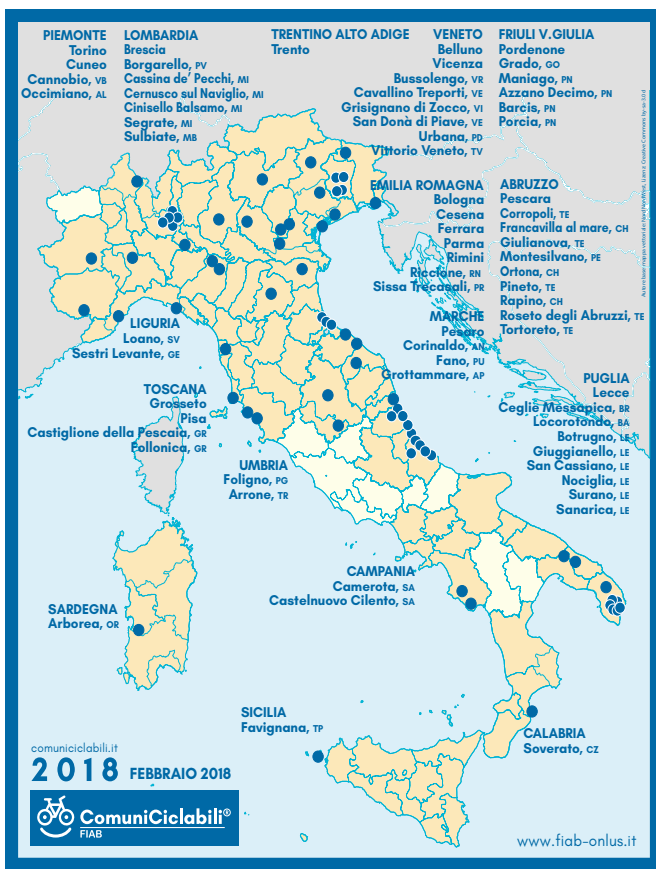 PIEMONTE
Torino
Cuneo
Cannobio, VB
Occimiano, AL
LOMBARDIA
Brescia
Borgarello, PV
Cassina de’ Pecchi, MI
Cernusco sul Naviglio, MI
Cinisello Balsamo, MI
Segrate, MI
Sulbiate, MB
TRENTINO ALTO ADIGE
Trento
VENETO
Belluno
Vicenza
Bussolengo, VR
Cavallino Treporti, VE
Grisignano di Zocco, VI
San Donà di Piave, VE
Urbana, PD
Vittorio Veneto, TV
FRIULI V.GIULIA
Pordenone
Grado, GO
Maniago, PN
Azzano Decimo, PN
Barcis, PN
Porcia, PN
EMILIA ROMAGNA
Bologna
Cesena
Ferrara
Parma
Rimini
Riccione, RN
Sissa Trecasali, PR
ABRUZZO
Pescara
Corropoli, TE
Francavilla al mare, CH
Giulianova, TE
Montesilvano, PE
Ortona, CH
Pineto, TE
Rapino, CH
Roseto degli Abruzzi, TE
Tortoreto, TE
LIGURIA
Loano, SV
Sestri Levante, GE
MARCHE
Pesaro
Corinaldo, AN
Fano, PU
Grottammare, AP
TOSCANA
Grosseto
Pisa
Castiglione della Pescaia, GR
Follonica, GR
PUGLIA
Lecce
Ceglie Messapica, BR
Locorotondo, BA
Botrugno, LE
Giuggianello, LE
San Cassiano, LE
Nociglia, LE
Surano, LE
Sanarica, LE
UMBRIA
Foligno, PG
Arrone, TR
CAMPANIA
Camerota, SA
Castelnuovo Cilento, SA
SARDEGNA
Arborea, OR
SICILIA
Favignana, TP
CALABRIA
Soverato, CZ
comuniciclabili.it
2018 FEBBRAIO 2018
ComuniCiclabili®
FIAB
www.fiab-onlus.it